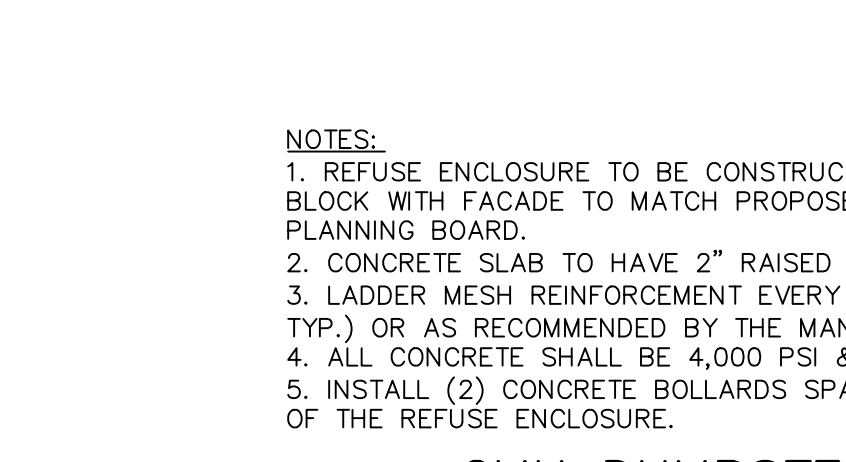 NOTES:
1. REFUSE ENCLOSURE TO BE CONSTRUC
BLOCK WITH FACADE TO MATCH PROPOSE
PLANNING BOARD.
2. CONCRETE SLAB TO HAVE 2" RAISED
3. LADDER MESH REINFORCEMENT EVERY
TYP.) OR AS RECOMMENDED BY THE MAN
4. ALL CONCRETE SHALL BE 4,000 PSI &
5. INSTALL (2) CONCRETE BOLLARDS SPA
OF THE REFUSE ENCLOSURE.